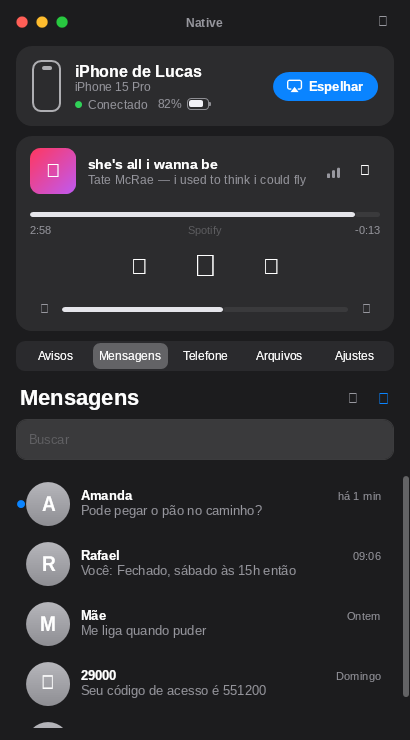 Native
iPhone de Lucas
iPhone 15 Pro
Conectado 82%
Espelhar
she's all i wanna be
Tate McRae — i used to think i could fly
2:58 Spotify -0:13
Avisos Mensagens Telefone Arquivos Ajustes
Mensagens
Buscar
A Amanda há 1 min
Pode pegar o pão no caminho?
R Rafael 09:06
Você: Fechado, sábado às 15h então
M Mãe Ontem
Me liga quando puder
29000 Domingo
Seu código de acesso é 551200